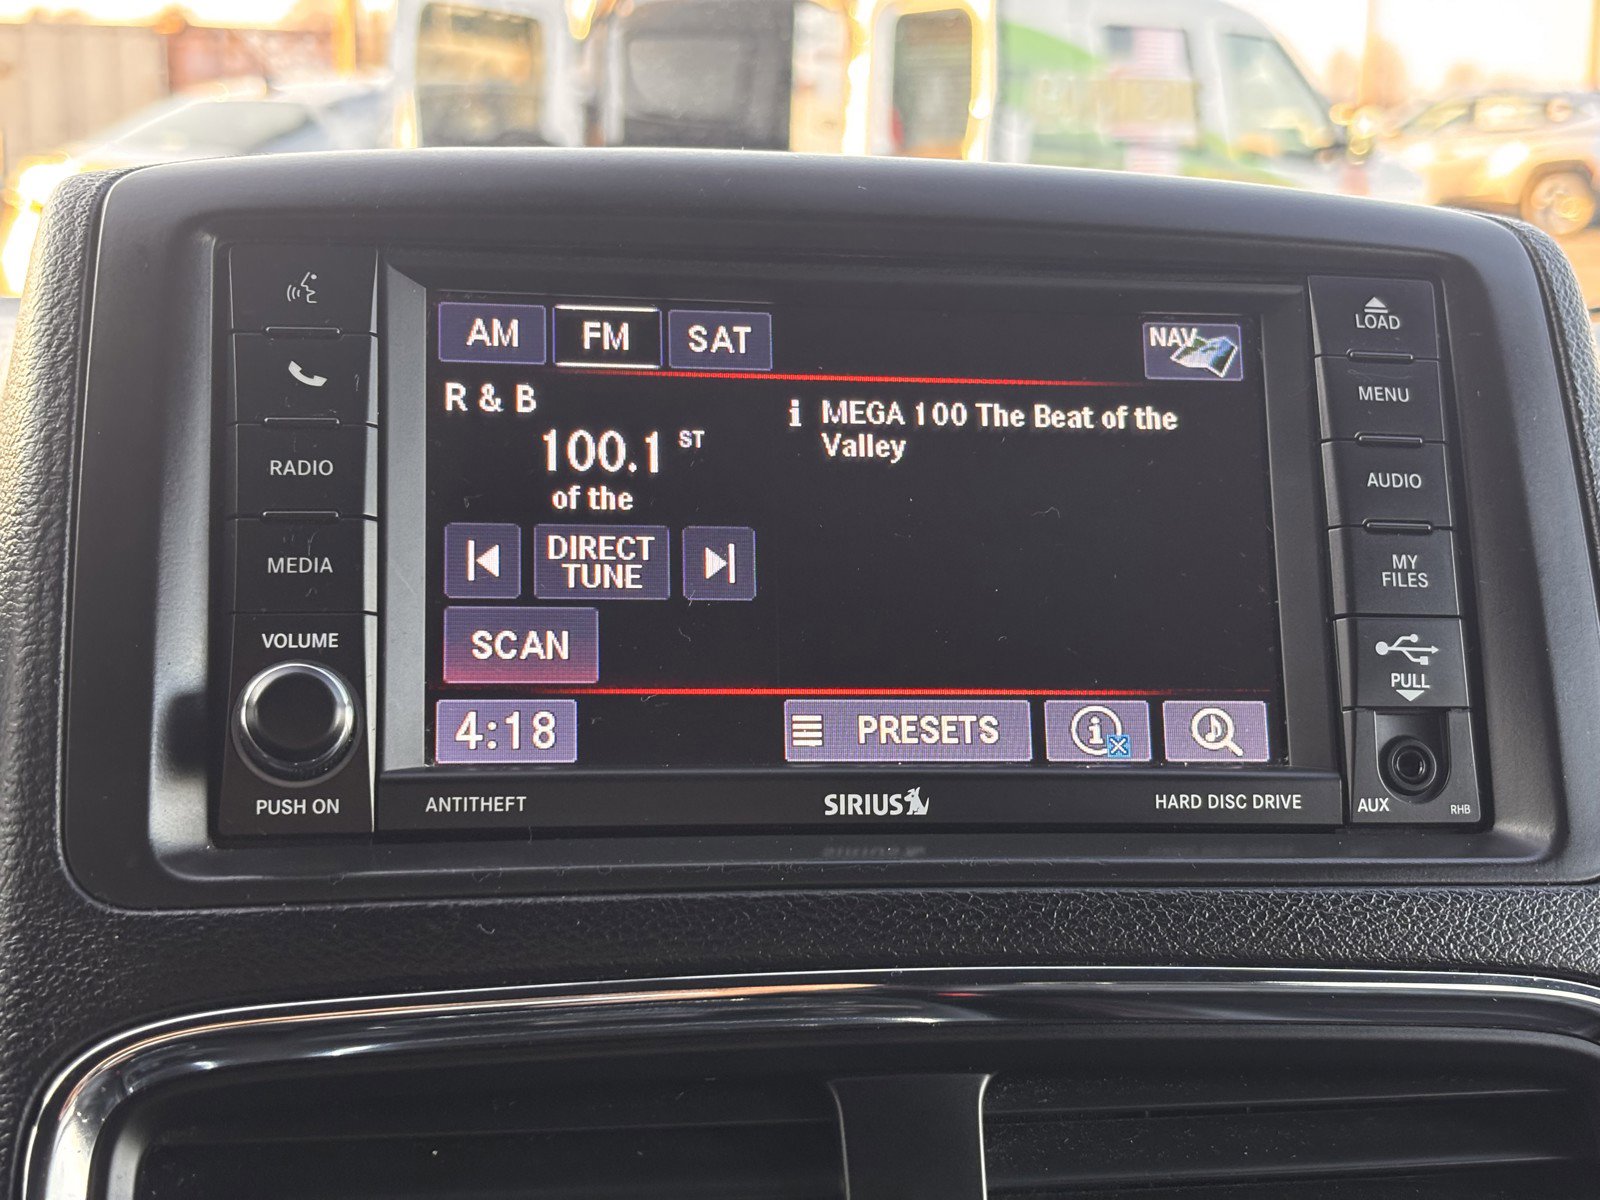 AM
FM
SAT
NAV
R & B
100.1 ST
of the
i MEGA 100 The Beat of the
Valley
DIRECT
TUNE
SCAN
4:18
PRESETS
RADIO
MEDIA
VOLUME
PUSH ON
ANTITHEFT
SIRIUS
HARD DISC DRIVE
LOAD
MENU
AUDIO
MY
FILES
PULL
AUX
RHB